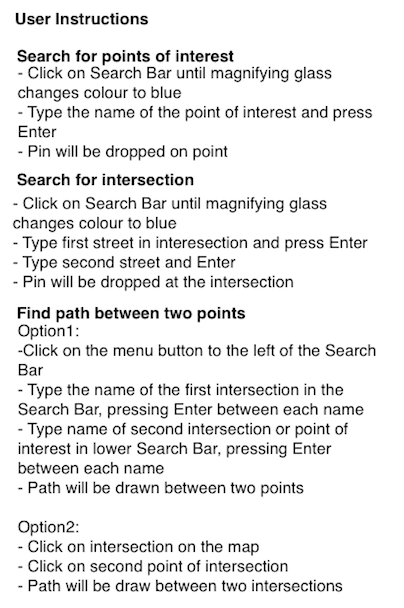 User Instructions
Search for points of interest
- Click on Search Bar until magnifying glass
changes colour to blue
- Type the name of the point of interest and press
Enter
- Pin will be dropped on point
Search for intersection
- Click on Search Bar until magnifying glass
changes colour to blue
- Type first street in interesection and press Enter
- Type second street and Enter
- Pin will be dropped at the intersection
Find path between two points
Option1:
-Click on the menu button to the left of the Search
Bar
- Type the name of the first intersection in the
Search Bar, pressing Enter between each name
- Type name of second intersection or point of
interest in lower Search Bar, pressing Enter
between each name
- Path will be drawn between two points
Option2:
- Click on intersection on the map
- Click on second point of intersection
- Path will be draw between two intersections